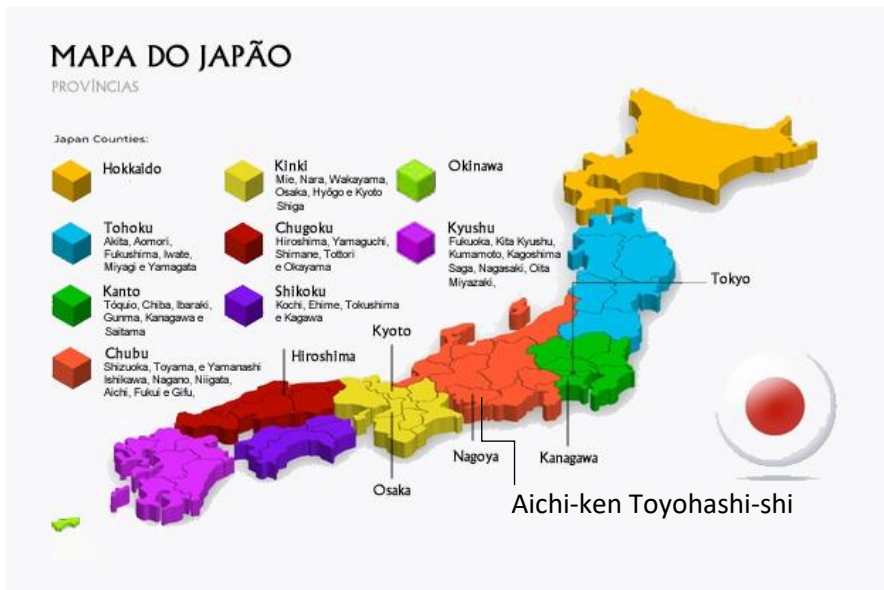 MAPA DO JAPÃO
PROVÍNCIAS
Japan Counties:
Hokkaido
Tohoku
Akita, Aomori,
Fukushima, Iwate,
Miyagi e Yamagata
Kanto
Tóquio, Chiba, Ibaraki,
Gunma, Kanagawa e
Saitama
Chubu
Shizuoka, Toyama, e Yamanashi
Ishikawa, Nagano, Niigata,
Aichi, Fukui e Gifu,
Kinki
Mie, Nara, Wakayama,
Osaka, Hyōgo e Kyoto
Shiga
Chugoku
Hiroshima, Yamaguchi,
Shimane, Tottori
e Okayama
Shikoku
Kochi, Ehime, Tokushima
e Kagawa
Okinawa
Kyushu
Fukuoka, Kita Kyushu,
Kumamoto, Kagoshima
Saga, Nagasaki, Oita
Miyazaki,
Tokyo
Kyoto
Hiroshima
Nagoya
Kanagawa
Osaka
Aichi-ken Toyohashi-shi